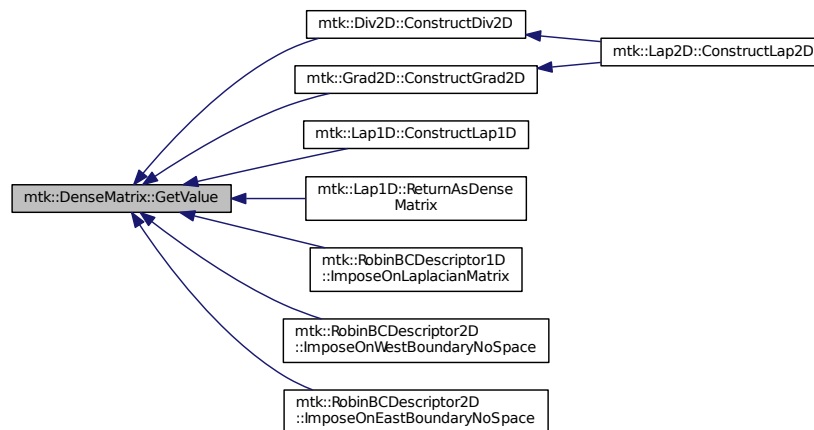 mtk::Div2D::ConstructDiv2D
mtk::Lap2D::ConstructLap2D
mtk::Grad2D::ConstructGrad2D
mtk::Lap1D::ConstructLap1D
mtk::DenseMatrix::GetValue
mtk::Lap1D::ReturnAsDense
Matrix
mtk::RobinBCDescriptor1D
::ImposeOnLaplacianMatrix
mtk::RobinBCDescriptor2D
::ImposeOnWestBoundaryNoSpace
mtk::RobinBCDescriptor2D
::ImposeOnEastBoundaryNoSpace